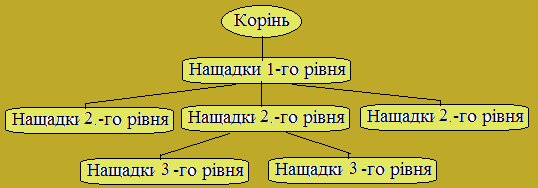 Корінь
Нащадки 1-го рівня
Нащадки 2.-го рівня
Нащадки 2.-го рівня
Нащадки 2.-го рівня
Нащадки 3 -го рівня
Нащадки 3 -го рівня